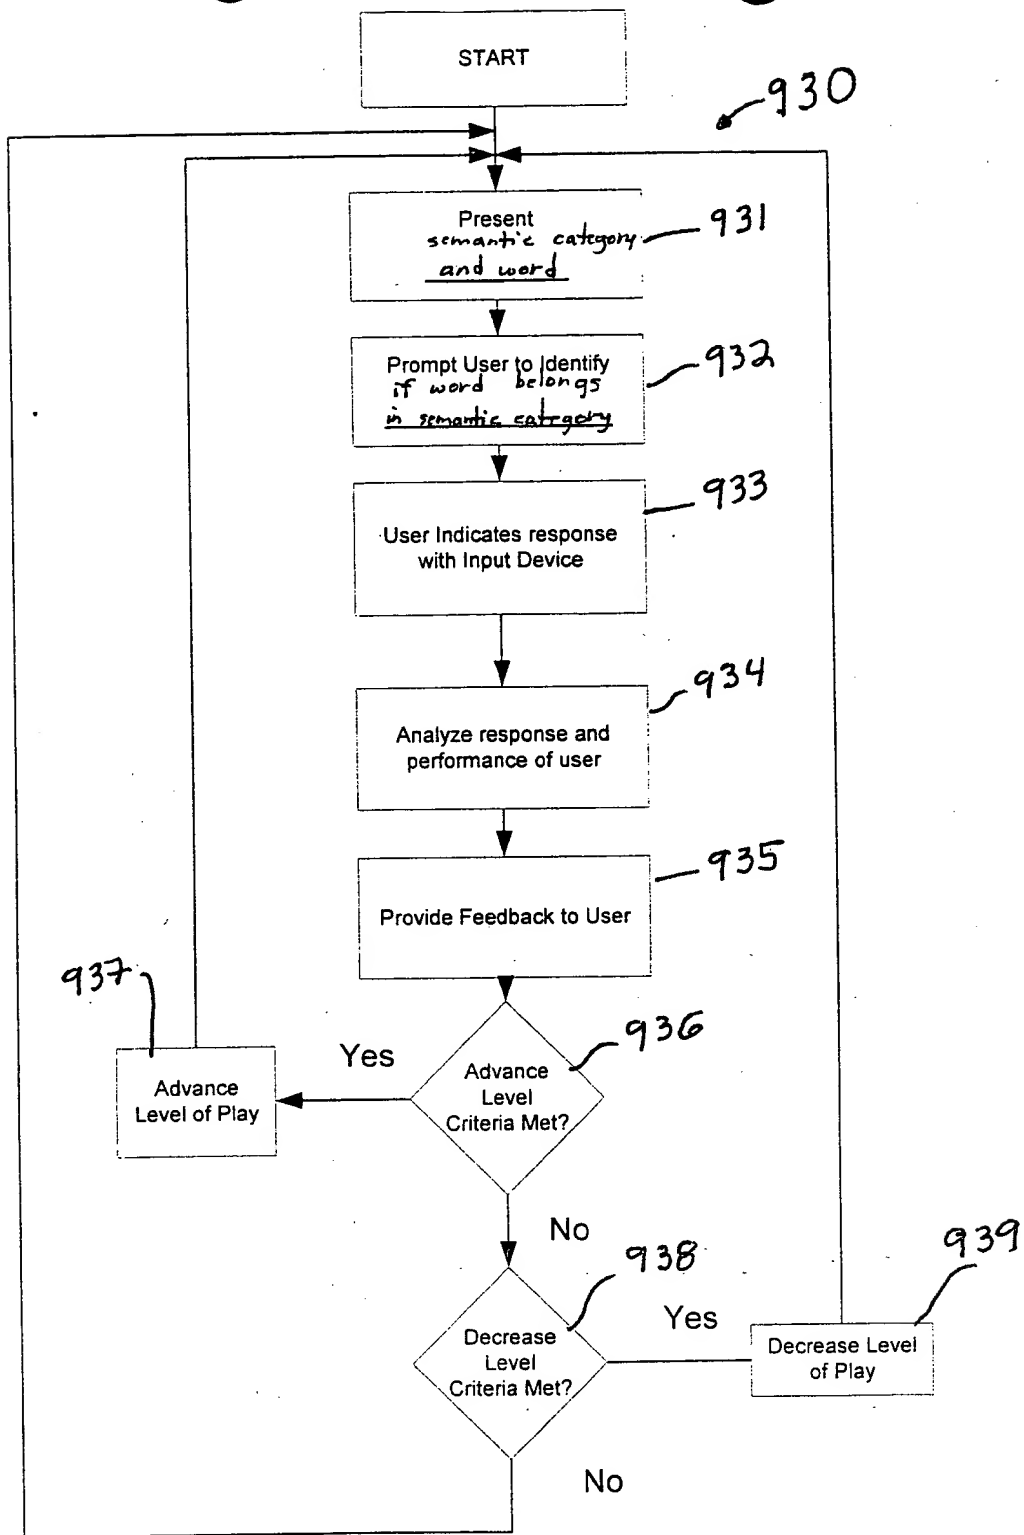 START
930
Present
semantic category
and word
931
Prompt User to Identify
if word belongs
in semantic category
932
User Indicates response
with Input Device
933
Analyze response and
performance of user
934
Provide Feedback to User
935
937
Advance
Level of Play
Yes
Advance
Level
Criteria Met?
936
No
Decrease
Level
Criteria Met?
938
Yes
939
Decrease Level
of Play
No